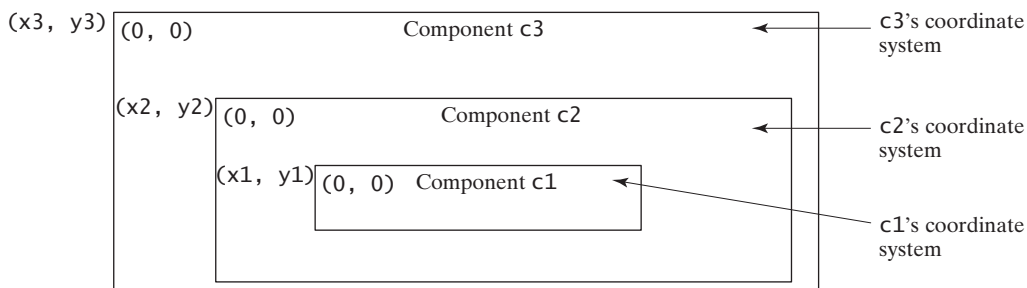 (x3, y3)
(0, 0)
Component c3
c3's coordinate
system
(x2, y2)
(0, 0)
Component c2
c2's coordinate
system
(x1, y1)
(0, 0)
Component c1
c1's coordinate
system